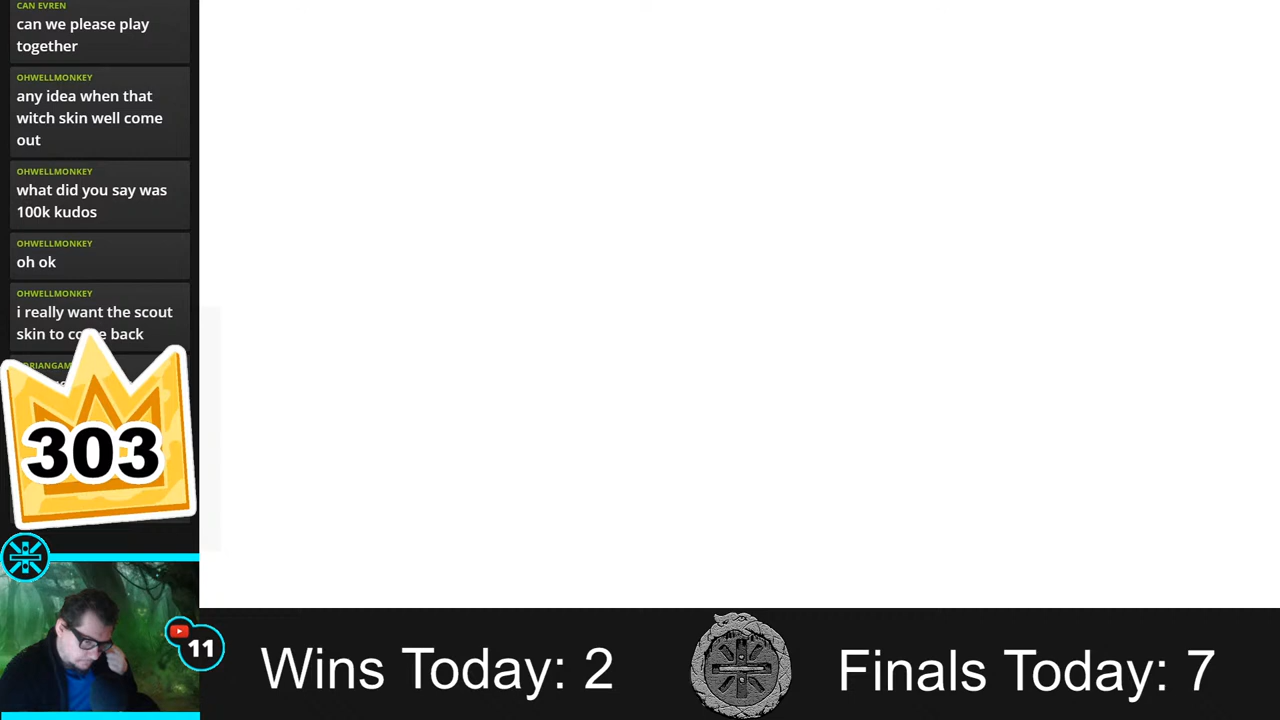 CAN EVREN
can we please play
together
OHWELLMONKEY
any idea when that
witch skin well come
out
OHWELLMONKEY
what did you say was
100k kudos
OHWELLMONKEY
oh ok
OHWELLMONKEY
i really want the scout
skin to back
303
11
Wins Today: 2
Finals Today: 7